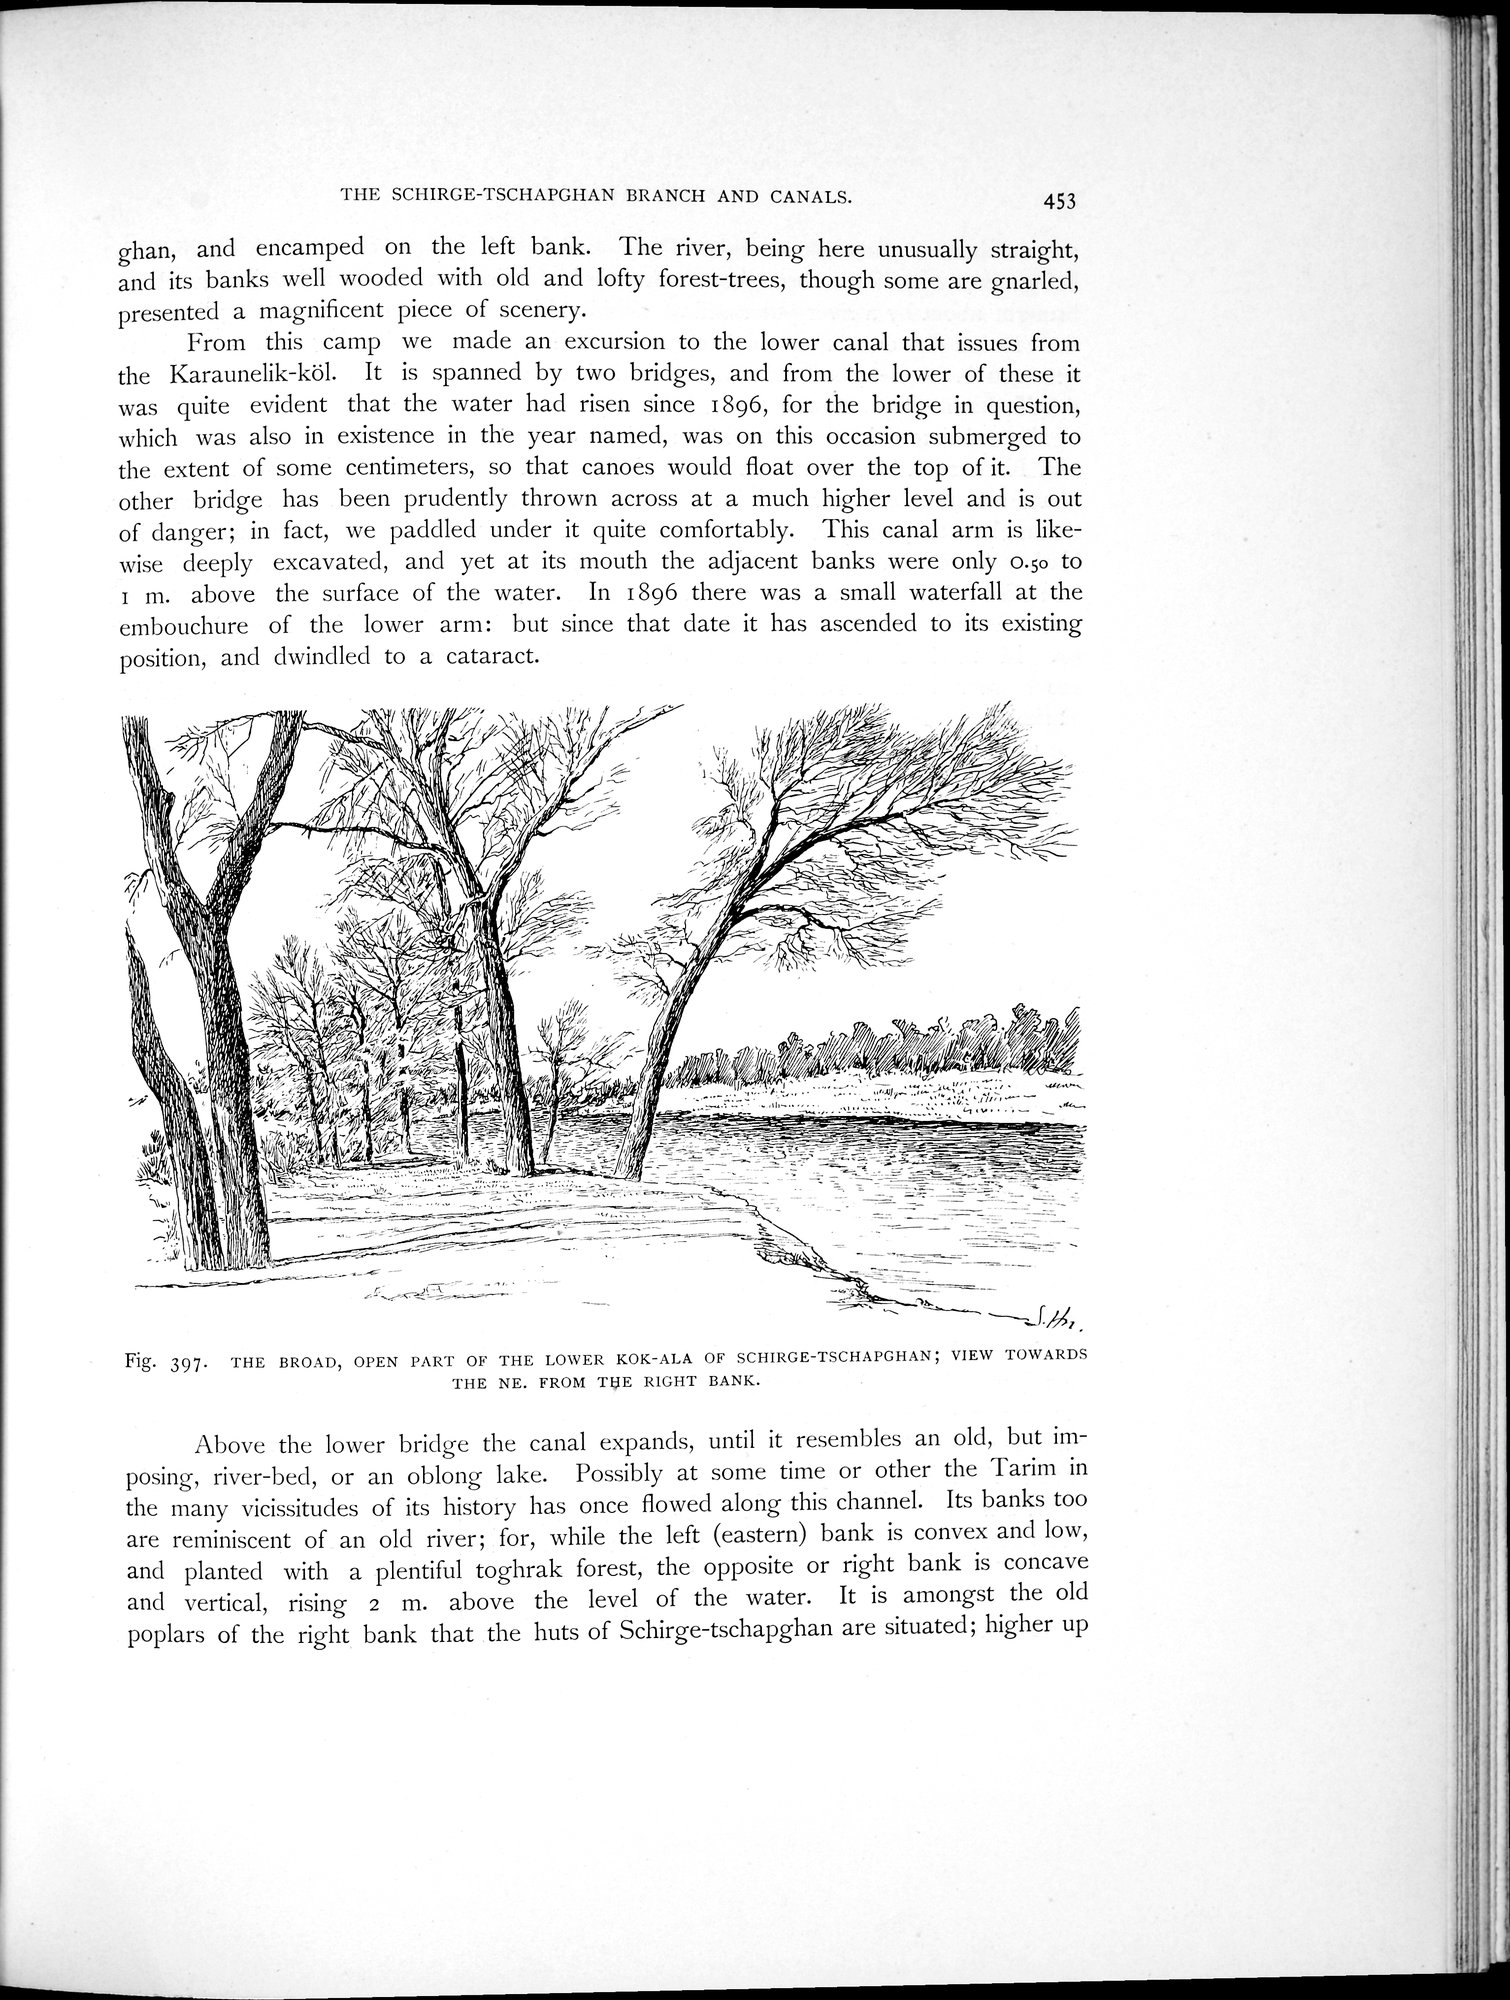 THE SCHIRGE-TSCHAPGHAN BRANCH AND CANALS. 453
ghan, and encamped on the left bank. The river, being here unusually straight,
and its banks well wooded with old and lofty forest-trees, though some are gnarled,
presented a magnificent piece of scenery.
From this camp we made an excursion to the lower canal that issues from
the Karaunelik-köl. It is spanned by two bridges, and from the lower of these it
was quite evident that the water had risen since 1896, for the bridge in question,
which was also in existence in the year named, was on this occasion submerged to
the extent of some centimeters, so that canoes would float over the top of it. The
other bridge has been prudently thrown across at a much higher level and is out
of danger; in fact, we paddled under it quite comfortably. This canal arm is like-
wise deeply excavated, and yet at its mouth the adjacent banks were only 0.50 to
1 m. above the surface of the water. In 1896 there was a small waterfall at the
embouchure of the lower arm: but since that date it has ascended to its existing
position, and dwindled to a cataract.
S. Hn.
Fig. 397. THE BROAD, OPEN PART OF THE LOWER KOK-ALA OF SCHIRGE-TSCHAPGHAN; VIEW TOWARDS
THE NE. FROM THE RIGHT BANK.
Above the lower bridge the canal expands, until it resembles an old, but im-
posing, river-bed, or an oblong lake. Possibly at some time or other the Tarim in
the many vicissitudes of its history has once flowed along this channel. Its banks too
are reminiscent of an old river; for, while the left (eastern) bank is convex and low,
and planted with a plentiful toghrak forest, the opposite or right bank is concave
and vertical, rising 2 m. above the level of the water. It is amongst the old
poplars of the right bank that the huts of Schirge-tschapghan are situated; higher up